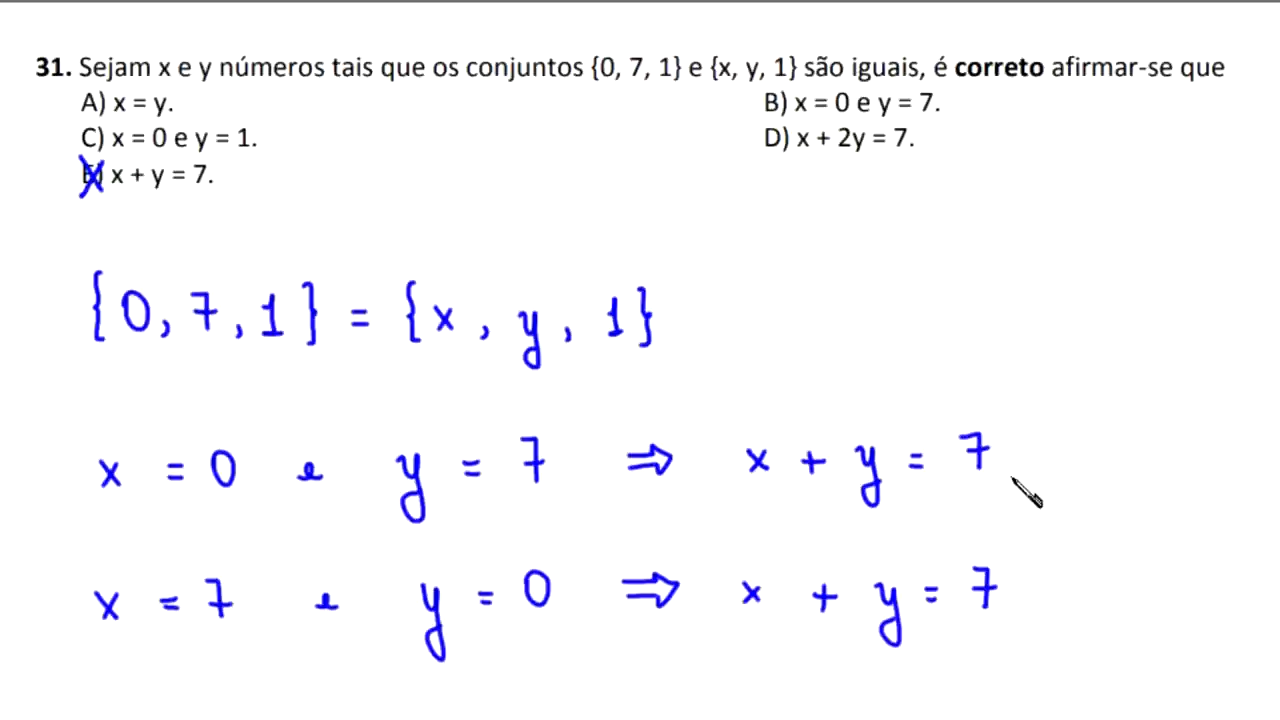 31. Sejam x e y números tais que os conjuntos {0, 7, 1} e {x, y, 1} são iguais, é correto afirmar-se que
A) x = y.
B) x = 0 e y = 7.
C) x = 0 e y = 1.
D) x + 2y = 7.
E) x + y = 7.
{0, 7, 1} = {x, y, 1}
x = 0 e y = 7 ⇒ x + y = 7
x = 7 e y = 0 ⇒ x + y = 7